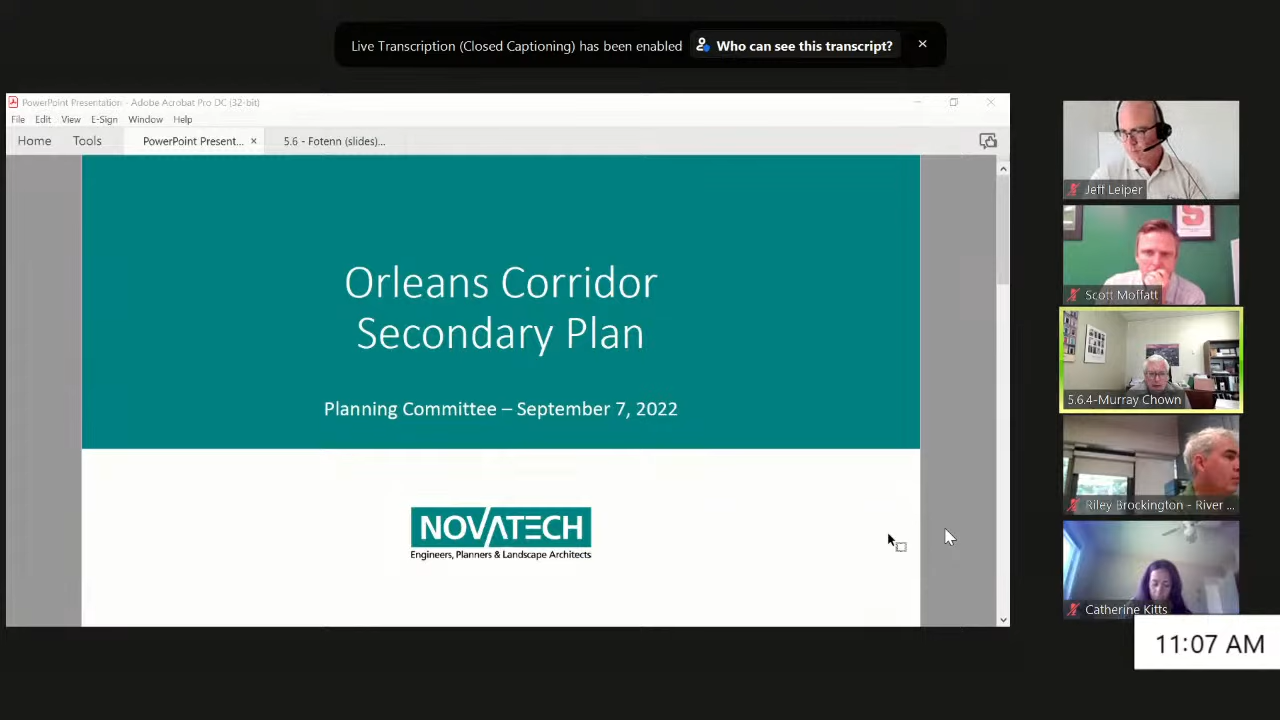 Live Transcription (Closed Captioning) has been enabled Who can see this transcript?
PowerPoint Presentation - Adobe Acrobat Pro DC (32-bit)
File Edit View E-Sign Window Help
Home Tools PowerPoint Present... 5.6 - Fotenn (slides)...
Orleans Corridor
Secondary Plan
Planning Committee – September 7, 2022
NOVATECH
Engineers, Planners & Landscape Architects
Jeff Leiper
Scott Moffatt
5.6.4-Murray Chown
Riley Brockington - River ...
Catherine Kitts
11:07 AM